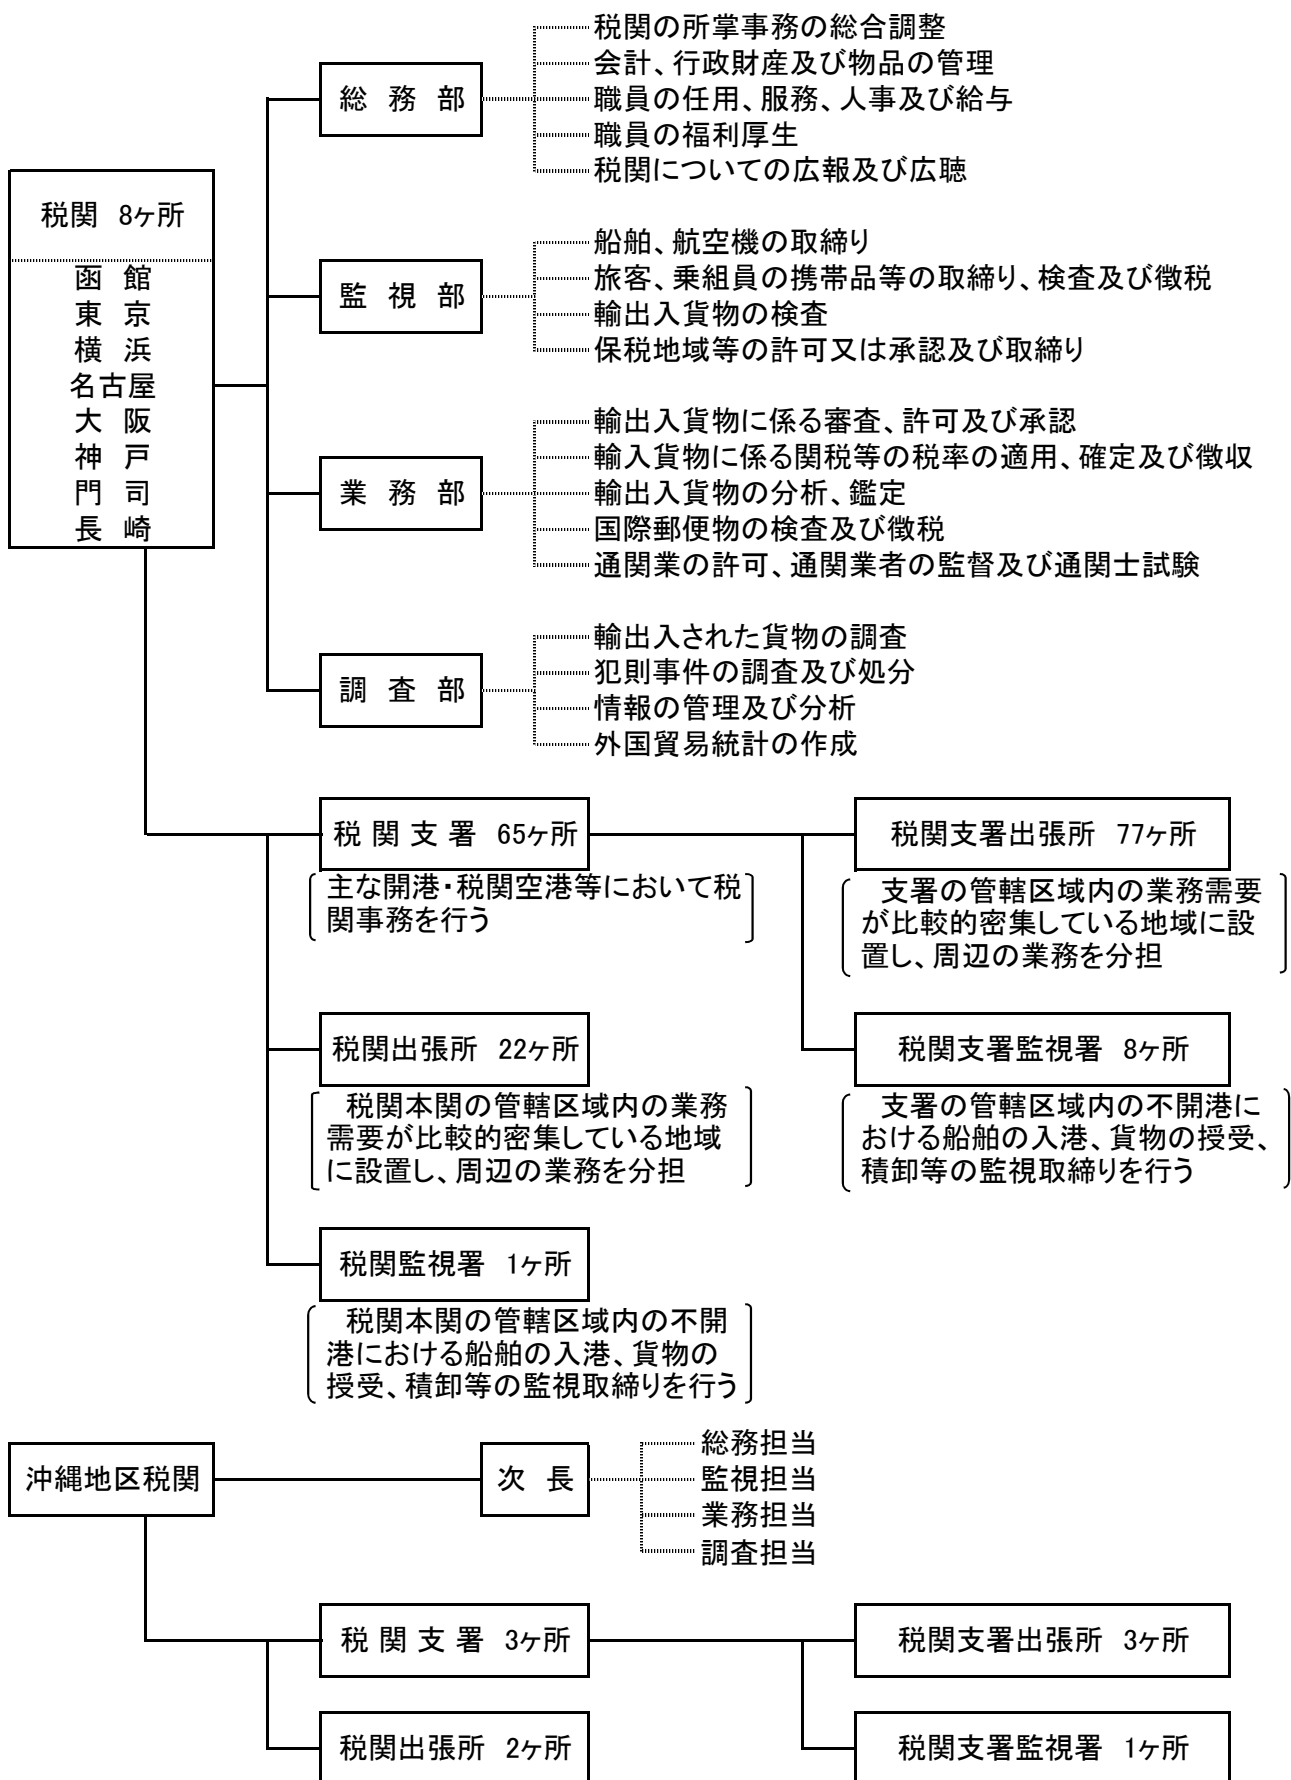 税関の所掌事務の総合調整
会計、行政財産及び物品の管理
総 務 部
職員の任用、服務、人事及び給与
職員の福利厚生
税関についての広報及び広聴
税関 8ヶ所
函 館
東 京
横 浜
名古屋
大 阪
神 戸
門 司
長 崎
船舶、航空機の取締り
旅客、乗組員の携帯品等の取締り、検査及び徴税
監 視 部
輸出入貨物の検査
保税地域等の許可又は承認及び取締り
輸出入貨物に係る審査、許可及び承認
輸入貨物に係る関税等の税率の適用、確定及び徴収
業 務 部
輸出入貨物の分析、鑑定
国際郵便物の検査及び徴税
通関業の許可、通関業者の監督及び通関士試験
輸出入された貨物の調査
犯則事件の調査及び処分
調 査 部
情報の管理及び分析
外国貿易統計の作成
税 関 支 署 65ヶ所
主な開港・税関空港等において税
関事務を行う
税関支署出張所 77ヶ所
支署の管轄区域内の業務需要
が比較的密集している地域に設
置し、周辺の業務を分担
税関出張所 22ヶ所
税関本関の管轄区域内の業務
需要が比較的密集している地域
に設置し、周辺の業務を分担
税関支署監視署 8ヶ所
支署の管轄区域内の不開港に
おける船舶の入港、貨物の授受、
積卸等の監視取締りを行う
税関監視署 1ヶ所
税関本関の管轄区域内の不開
港における船舶の入港、貨物の
授受、積卸等の監視取締りを行う
沖縄地区税関
次 長
総務担当
監視担当
業務担当
調査担当
税 関 支 署 3ヶ所
税関支署出張所 3ヶ所
税関出張所 2ヶ所
税関支署監視署 1ヶ所